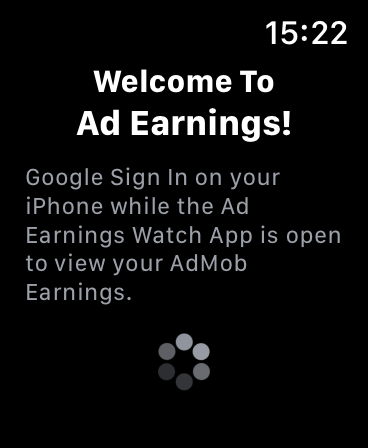 15:22
Welcome To
Ad Earnings!
Google Sign In on your
iPhone while the Ad
Earnings Watch App is open
to view your AdMob
Earnings.